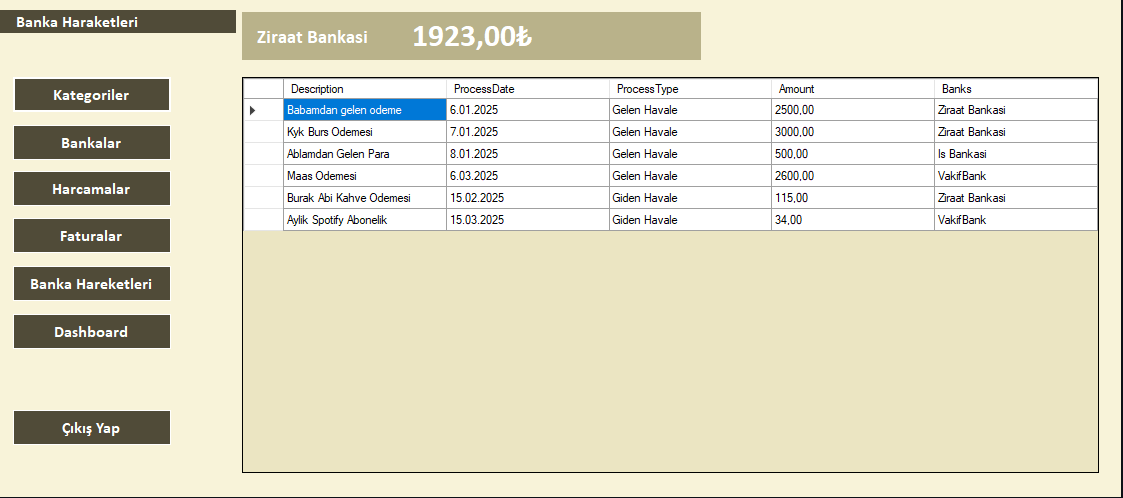 Banka Haraketleri
Ziraat Bankasi 1923,00₺
Kategoriler
Bankalar
Harcamalar
Faturalar
Banka Hareketleri
Dashboard
Çıkış Yap
Description ProcessDate ProcessType Amount Banks
Babamdan gelen odeme 6.01.2025 Gelen Havale 2500,00 Ziraat Bankasi
Kyk Burs Odemesi 7.01.2025 Gelen Havale 3000,00 Ziraat Bankasi
Ablamdan Gelen Para 8.01.2025 Gelen Havale 500,00 Is Bankasi
Maas Odemesi 6.03.2025 Gelen Havale 2600,00 VakifBank
Burak Abi Kahve Odemesi 15.02.2025 Giden Havale 115,00 Ziraat Bankasi
Aylik Spotify Abonelik 15.03.2025 Giden Havale 34,00 VakifBank